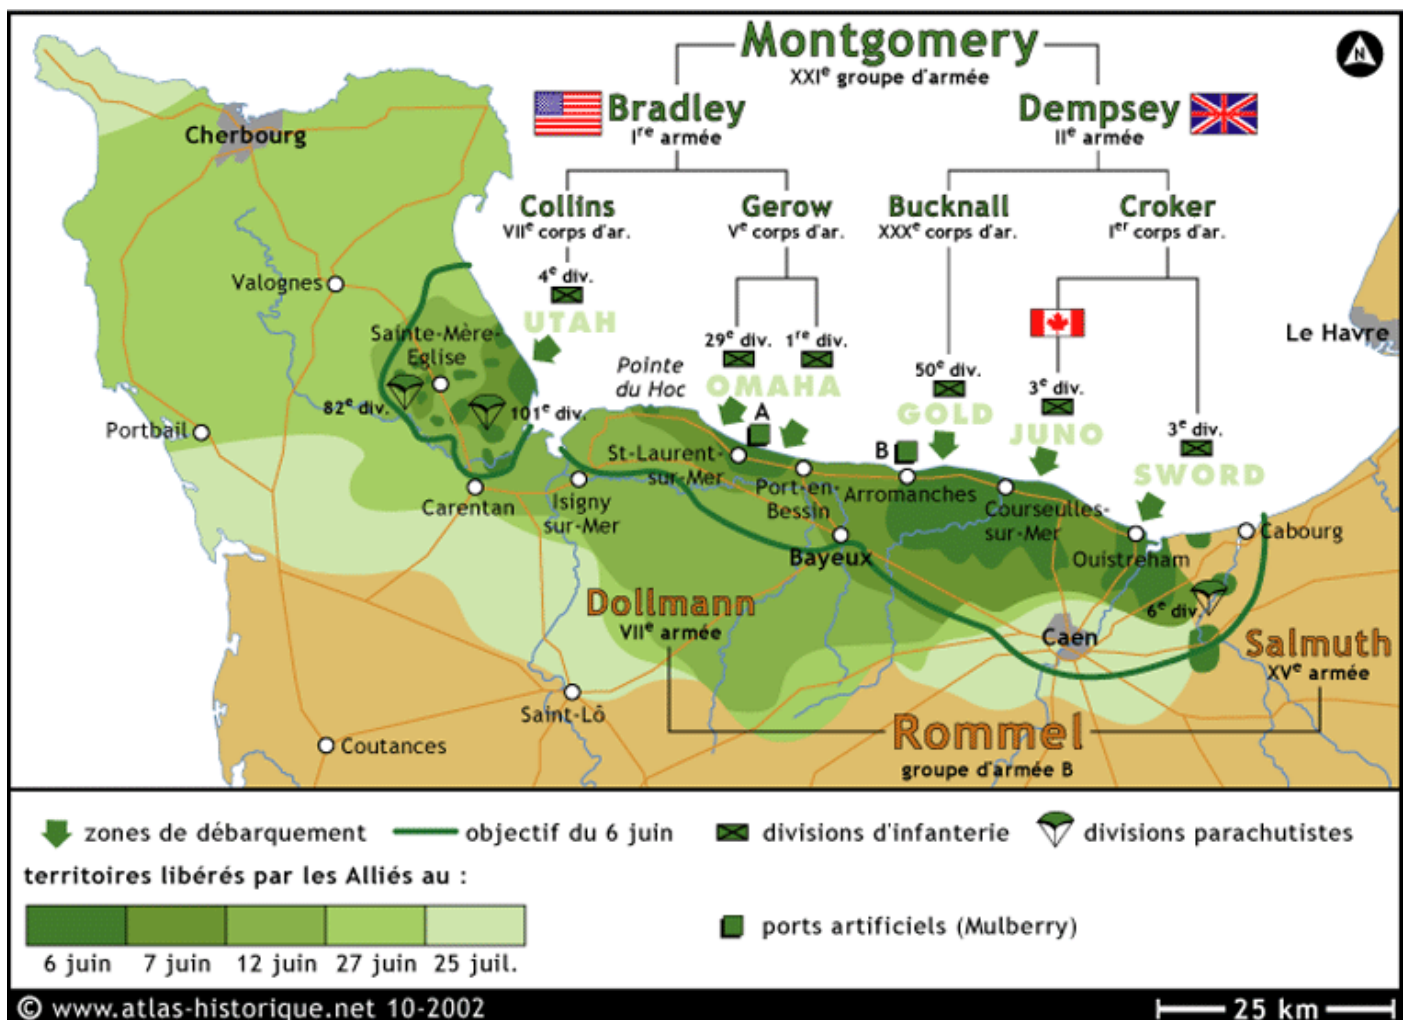 Montgomery
XXIe groupe d'armée
N
Bradley
Ire armée
Dempsey
IIe armée
Collins
VIIe corps d'ar.
Gerow
Ve corps d'ar.
Bucknall
XXXe corps d'ar.
Croker
Ier corps d'ar.
Cherbourg
Valognes
4e div.
UTAH
Sainte-Mère-
Eglise
82e div.
101e div.
Portbail
Carentan
Pointe
du Hoc
29e div.
1re div.
OMAHA
A
St-Laurent-
sur-Mer
Isigny
sur-Mer
Port-en-
Bessin
50e div.
GOLD
B
Arromanches
3e div.
JUNO
Courseulles-
sur-Mer
3e div.
SWORD
Le Havre
Cabourg
Ouistreham
Bayeux
6e div.
Caen
Dollmann
VIIe armée
Salmuth
XVe armée
Saint-Lô
Coutances
Rommel
groupe d'armée B
zones de débarquement
objectif du 6 juin
divisions d'infanterie
divisions parachutistes
territoires libérés par les Alliés au :
6 juin 7 juin 12 juin 27 juin 25 juil.
ports artificiels (Mulberry)
© www.atlas-historique.net 10-2002
25 km